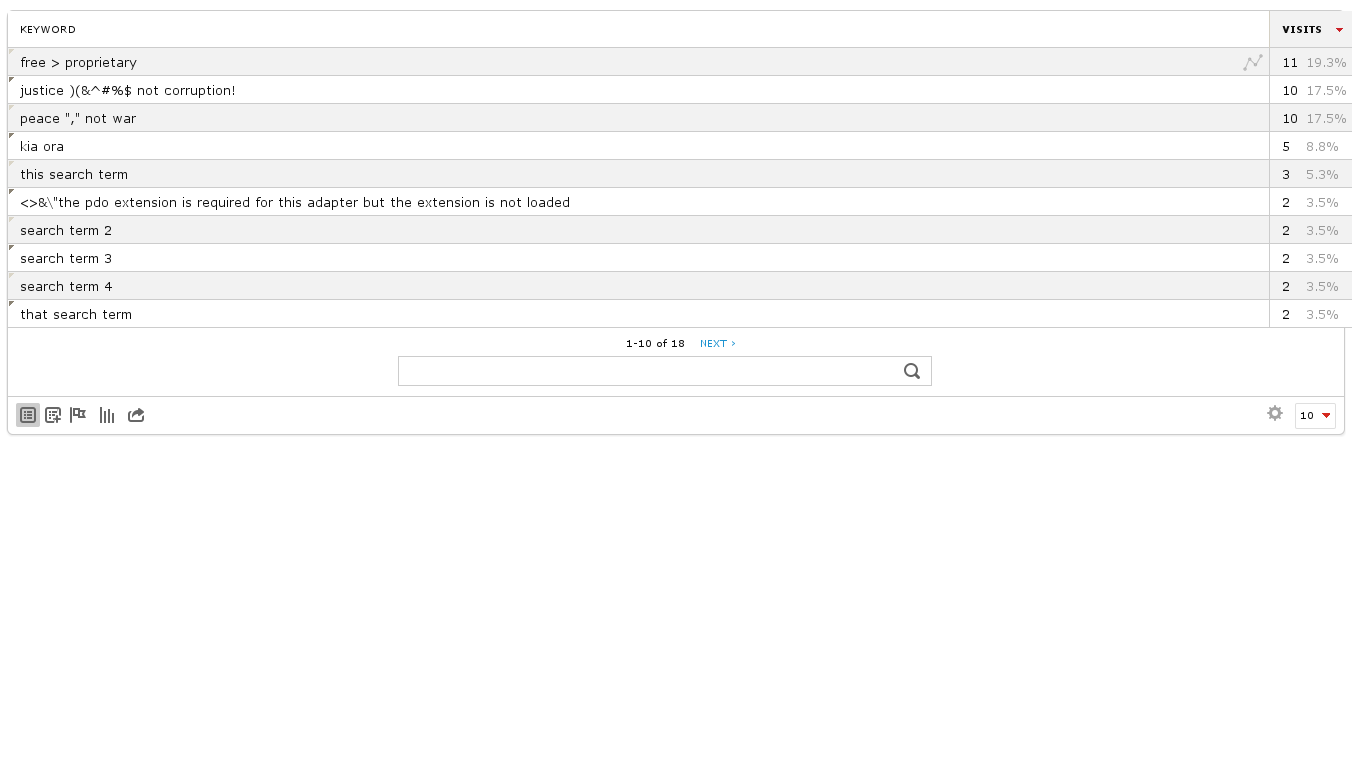 KEYWORD VISITS
free > proprietary 11 19.3%
justice )(&^#%$ not corruption! 10 17.5%
peace "," not war 10 17.5%
kia ora 5 8.8%
this search term 3 5.3%
<>&\"the pdo extension is required for this adapter but the extension is not loaded 2 3.5%
search term 2 2 3.5%
search term 3 2 3.5%
search term 4 2 3.5%
that search term 2 3.5%
1-10 of 18 NEXT ›
10